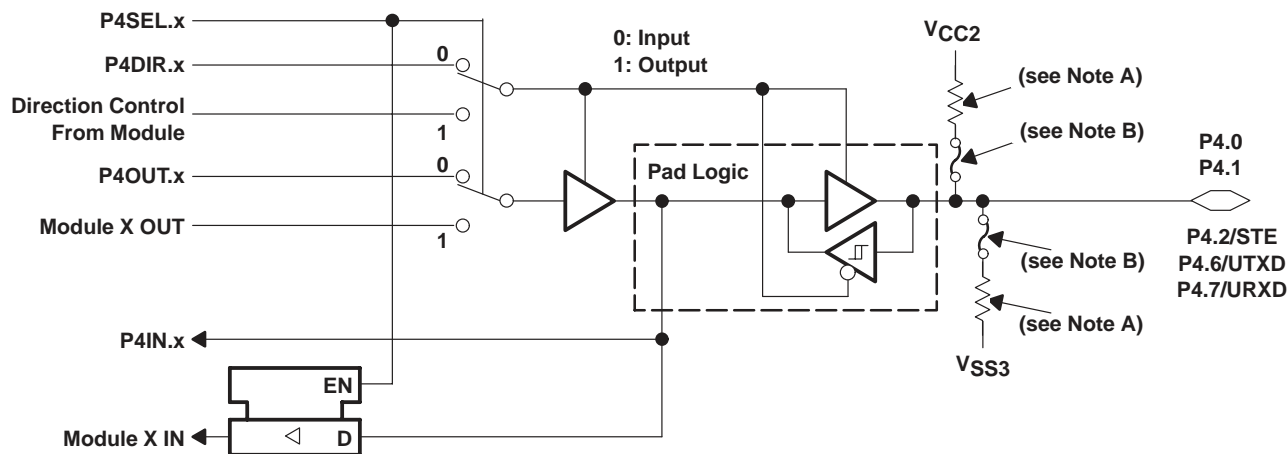 P4SEL.x
P4DIR.x
0
Direction Control
From Module
1
P4OUT.x
0
Module X OUT
1
P4IN.x
EN
Module X IN
D
0: Input
1: Output
Pad Logic
VCC2
(see Note A)
(see Note B)
P4.0
P4.1
P4.2/STE
P4.6/UTXD
P4.7/URXD
(see Note B)
(see Note A)
VSS3